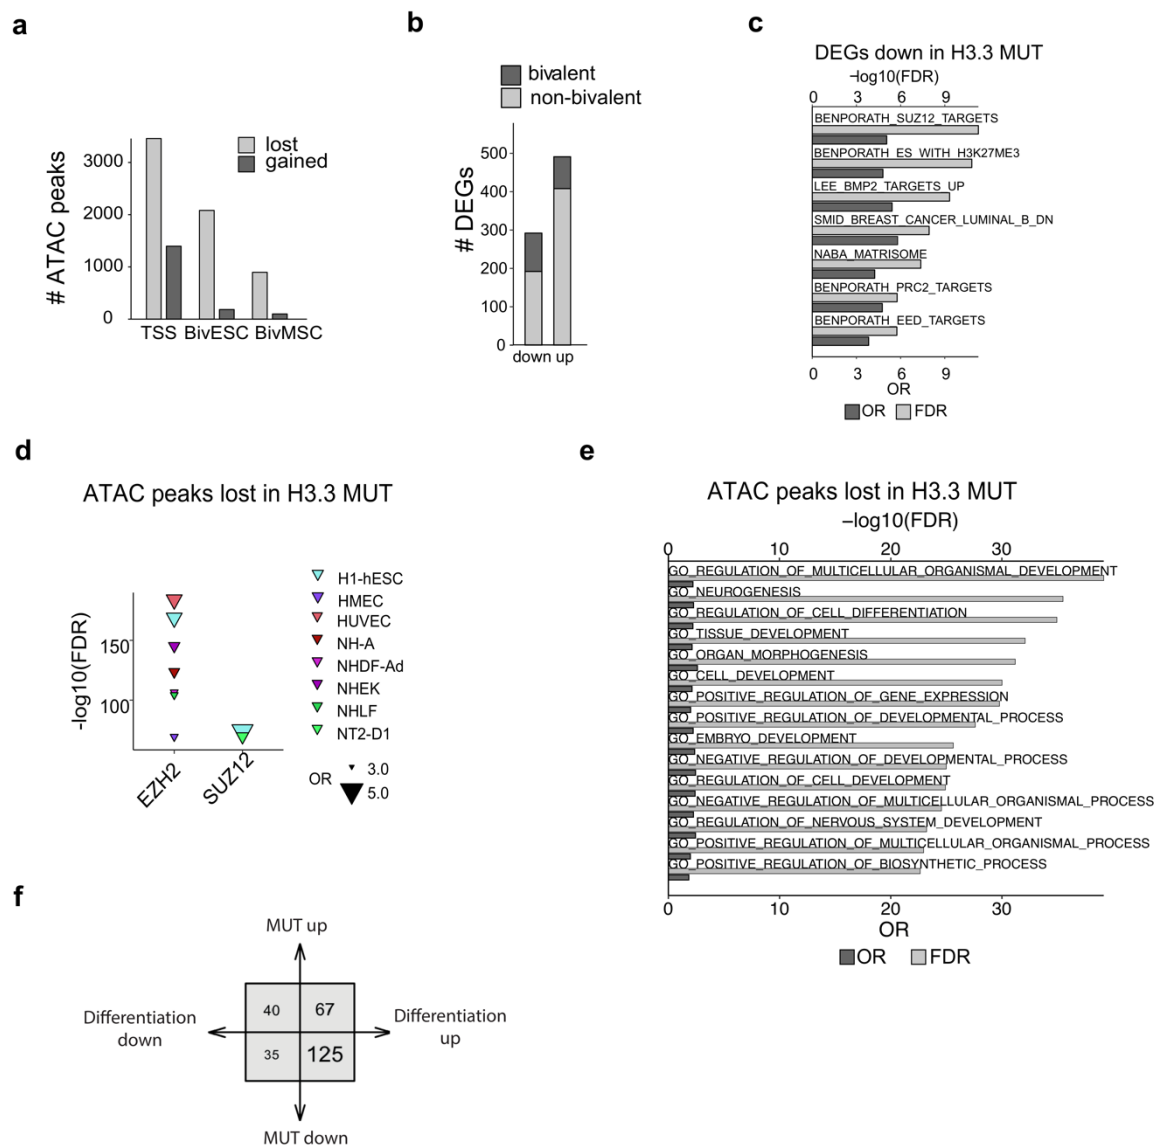 a
# ATAC peaks
3000
2000
1000
0
TSS BivESC BivMSC
lost
gained
b
bivalent
non-bivalent
# DEGs
500
400
300
200
100
0
down up
c
DEGs down in H3.3 MUT
−log10(FDR)
0 3 6 9
BENPORATH_SUZ12_TARGETS
BENPORATH_ES_WITH_H3K27ME3
LEE_BMP2_TARGETS_UP
SMID_BREAST_CANCER_LUMINAL_B_DN
NABA_MATRISOME
BENPORATH_PRC2_TARGETS
BENPORATH_EED_TARGETS
0 3 6 9
OR
OR FDR
d
ATAC peaks lost in H3.3 MUT
-log10(FDR)
150
100
EZH2 SUZ12
H1-hESC
HMEC
HUVEC
NH-A
NHDF-Ad
NHEK
NHLF
NT2-D1
OR
3.0
5.0
e
ATAC peaks lost in H3.3 MUT
−log10(FDR)
0 10 20 30
GO_REGULATION_OF_MULTICELLULAR_ORGANISMAL_DEVELOPMENT
GO_NEUROGENESIS
GO_REGULATION_OF_CELL_DIFFERENTIATION
GO_TISSUE_DEVELOPMENT
GO_ORGAN_MORPHOGENESIS
GO_CELL_DEVELOPMENT
GO_POSITIVE_REGULATION_OF_GENE_EXPRESSION
GO_POSITIVE_REGULATION_OF_DEVELOPMENTAL_PROCESS
GO_EMBRYO_DEVELOPMENT
GO_NEGATIVE_REGULATION_OF_DEVELOPMENTAL_PROCESS
GO_REGULATION_OF_CELL_DEVELOPMENT
GO_NEGATIVE_REGULATION_OF_MULTICELLULAR_ORGANISMAL_PROCESS
GO_REGULATION_OF_NERVOUS_SYSTEM_DEVELOPMENT
GO_POSITIVE_REGULATION_OF_MULTICELLULAR_ORGANISMAL_PROCESS
GO_POSITIVE_REGULATION_OF_BIOSYNTHETIC_PROCESS
0 10 20 30
OR
OR FDR
f
MUT up
Differentiation
down
40 67
35 125
Differentiation
up
MUT down